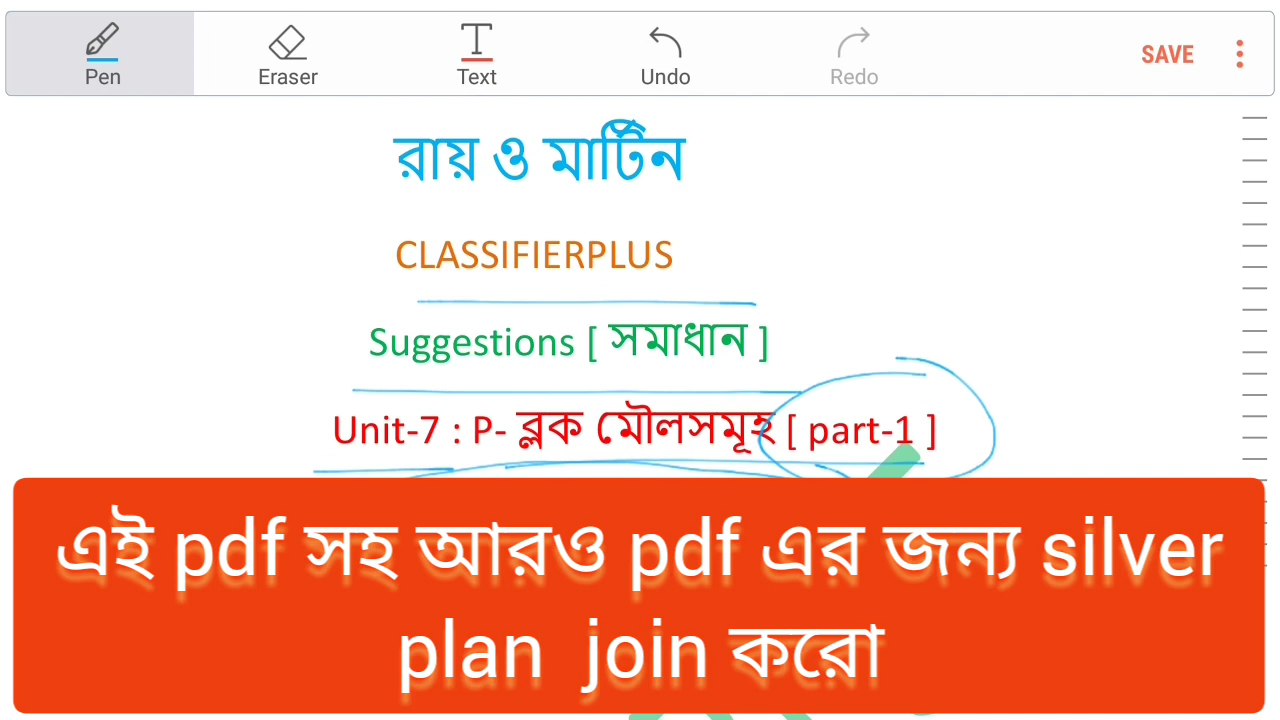 Pen Eraser Text Undo Redo SAVE
রায় ও মার্টিন
CLASSIFIERPLUS
Suggestions [ সমাধান ]
Unit-7 : P- ব্লক মৌলসমূহ [ part-1 ]
এই pdf সহ আরও pdf এর জন্য silver
plan join করো